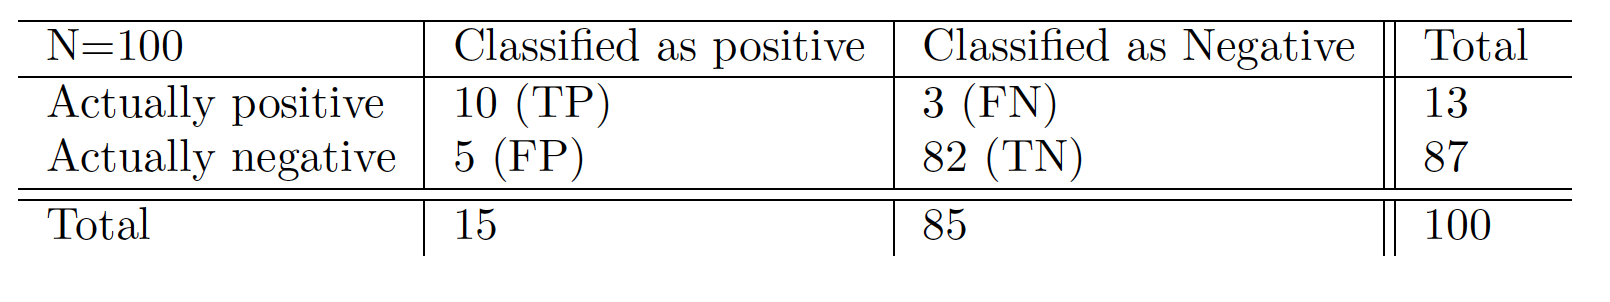 N=100 Classified as positive Classified as Negative Total
Actually positive 10 (TP) 3 (FN) 13
Actually negative 5 (FP) 82 (TN) 87
Total 15 85 100